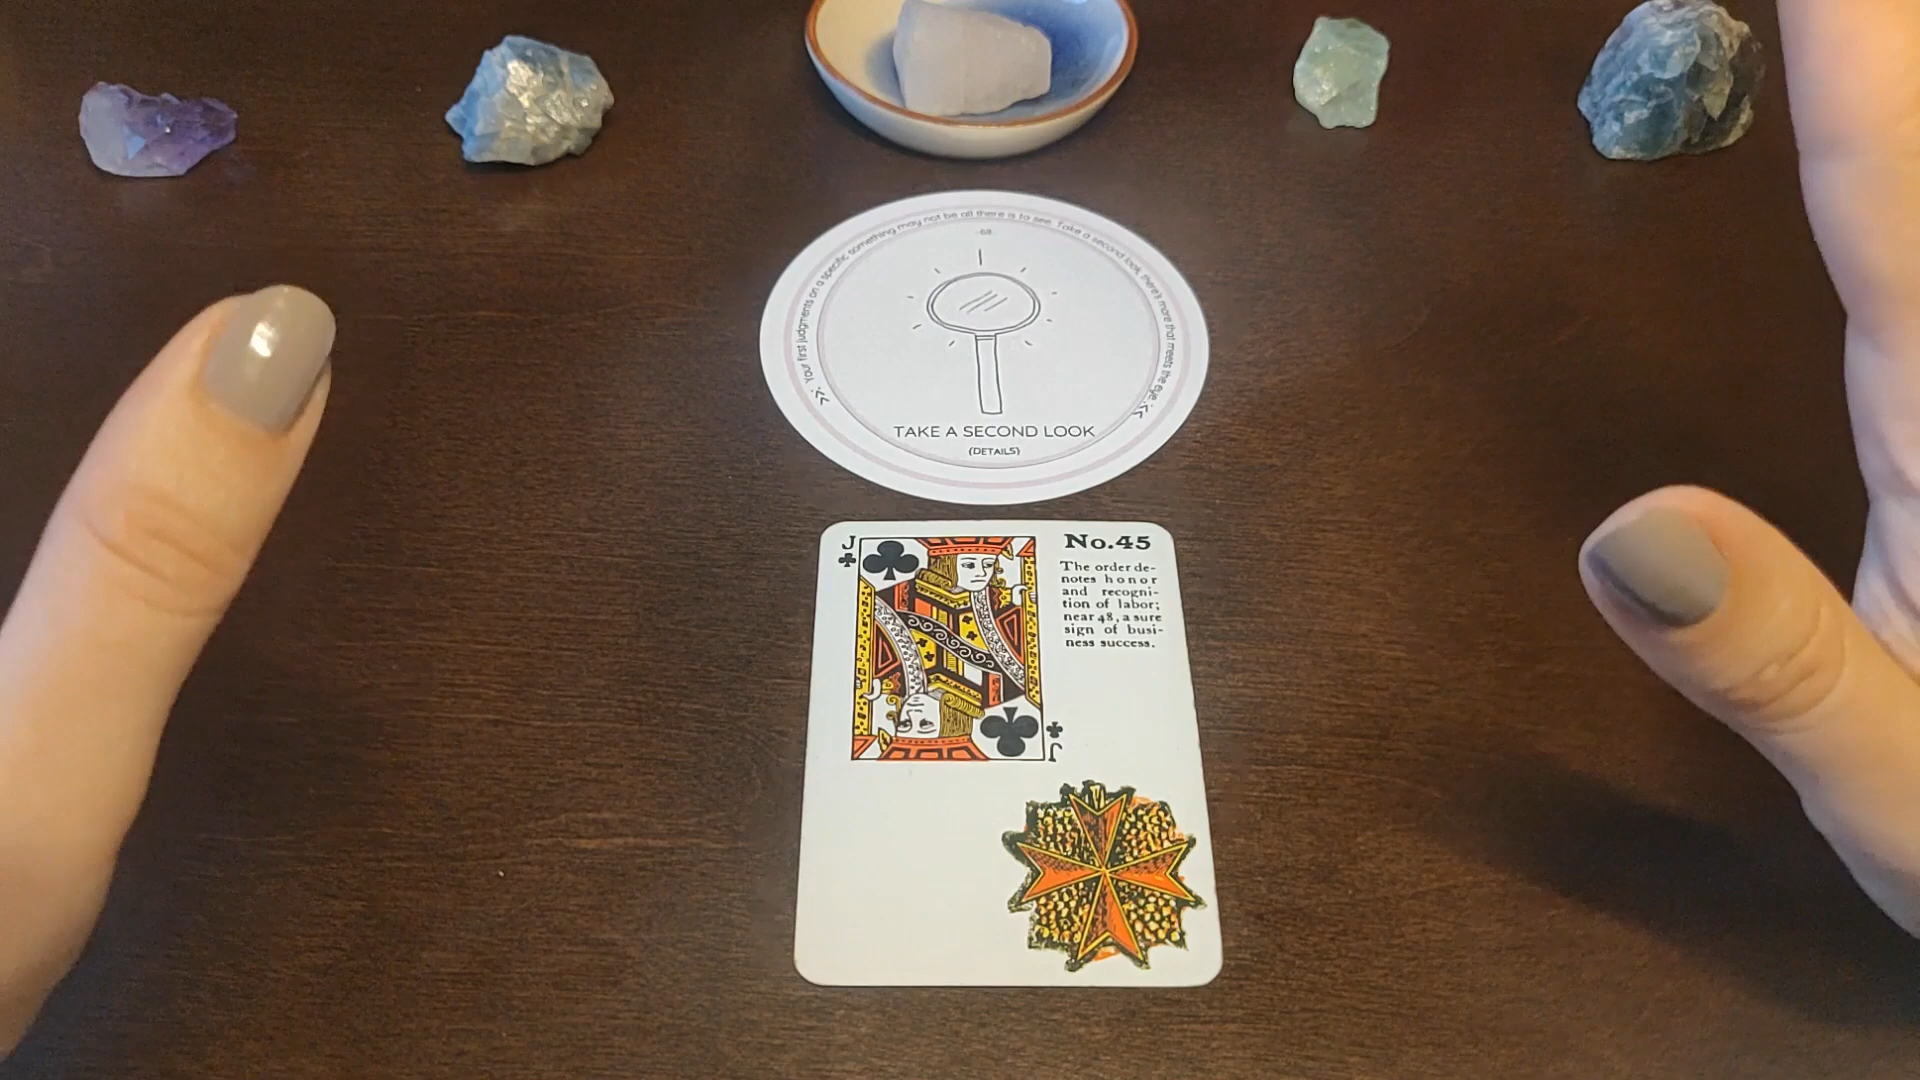 >>: Your first judgments on a specific something may not be all there is to see. Take a second look, there's more that meets the eye. :<<
-68-
TAKE A SECOND LOOK
(DETAILS)
J
No.45
The order de-
notes honor
and recogni-
tion of labor;
near 48, a sure
sign of busi-
ness success.
J